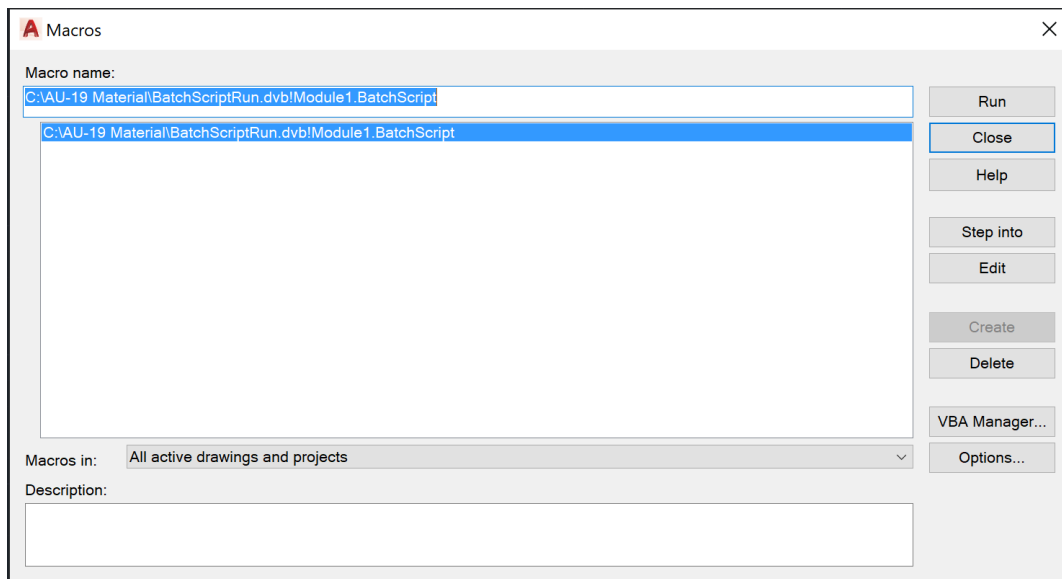 Macros
Macro name:
C:\AU-19 Material\BatchScriptRun.dvb!Module1.BatchScript
C:\AU-19 Material\BatchScriptRun.dvb!Module1.BatchScript
Run
Close
Help
Step into
Edit
Create
Delete
VBA Manager...
Macros in:
All active drawings and projects
Options...
Description: